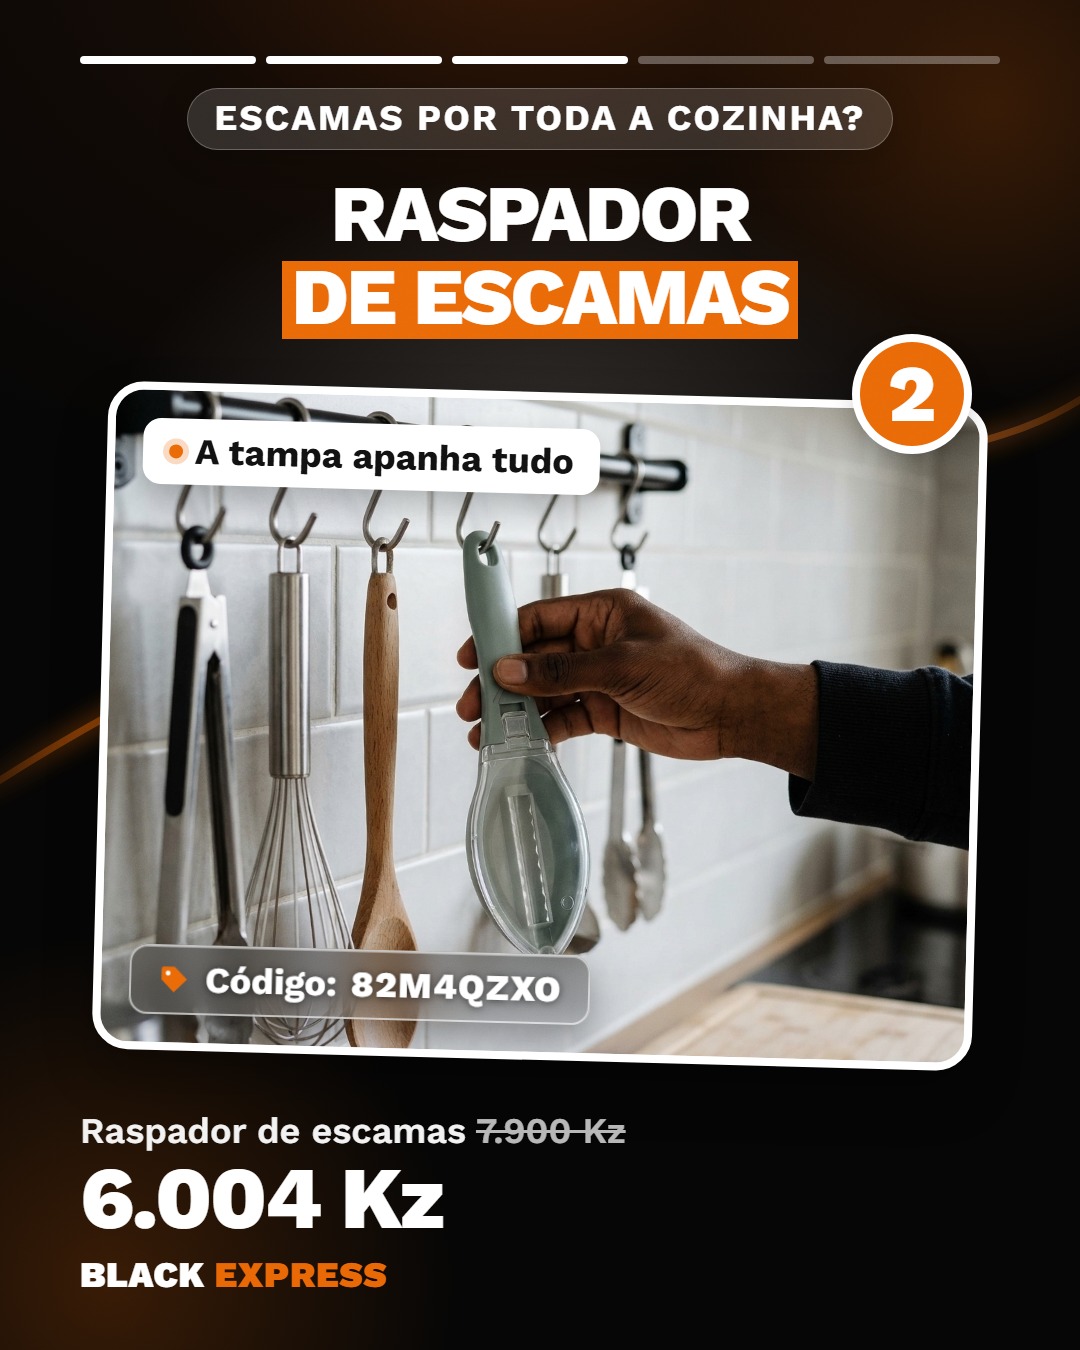 ESCAMAS POR TODA A COZINHA?
RASPADOR
DE ESCAMAS
2
A tampa apanha tudo
Código: 82M4QZXO
Raspador de escamas 7.900 Kz
6.004 Kz
BLACK EXPRESS